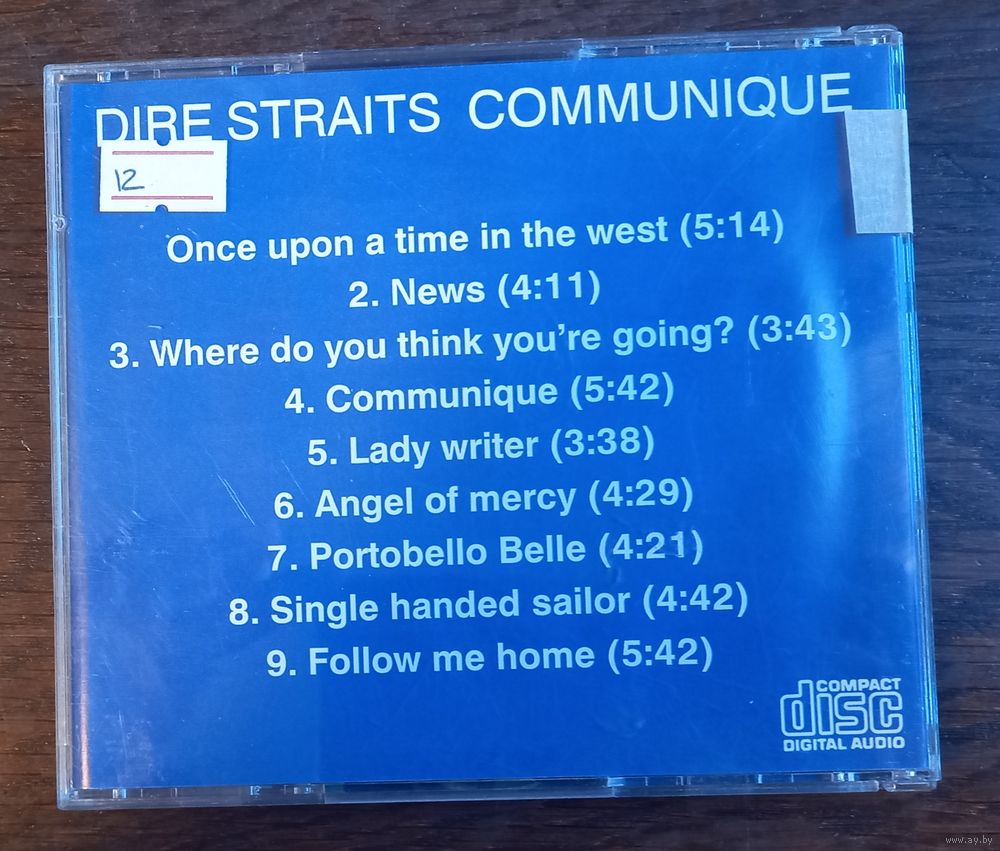 DIRE STRAITS COMMUNIQUE
12
Once upon a time in the west (5:14)
2. News (4:11)
3. Where do you think you're going? (3:43)
4. Communique (5:42)
5. Lady writer (3:38)
6. Angel of mercy (4:29)
7. Portobello Belle (4:21)
8. Single handed sailor (4:42)
9. Follow me home (5:42)
COMPACT
disc
DIGITAL AUDIO
www.ay.by